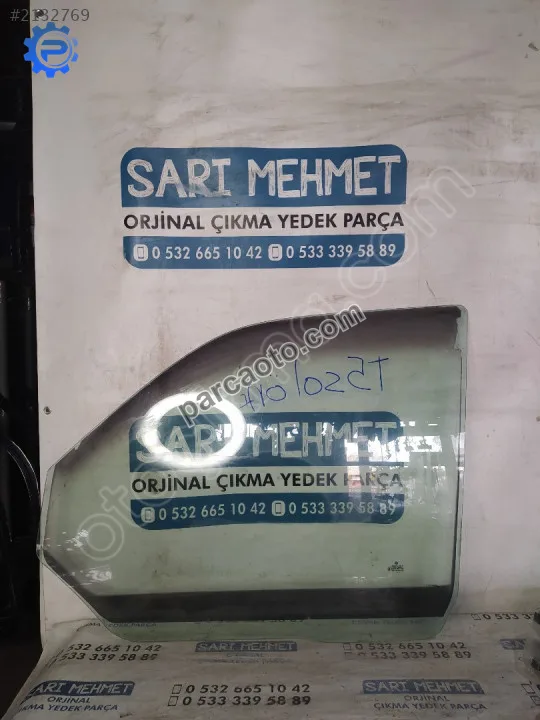 #2132769
SARI MEHMET
ORJİNAL ÇIKMA YEDEK PARÇA
0 532 665 10 42 0 533 339 58 89
parcaoto.com
SARI MEHMET
ORJİNAL ÇIKMA YEDEK PARÇA
0 532 665 10 42 0 533 339 58 89
0 532 665 10 42
0 533 339 58 89
SARI MEHMET
ORJİNAL
ÇIKMA YEDEK PARÇA
0 532 665 10 42
0 533 339 58 89
SARI MEHMET
ORJİNAL
0 532 665 10 42
0 533 339 58 89